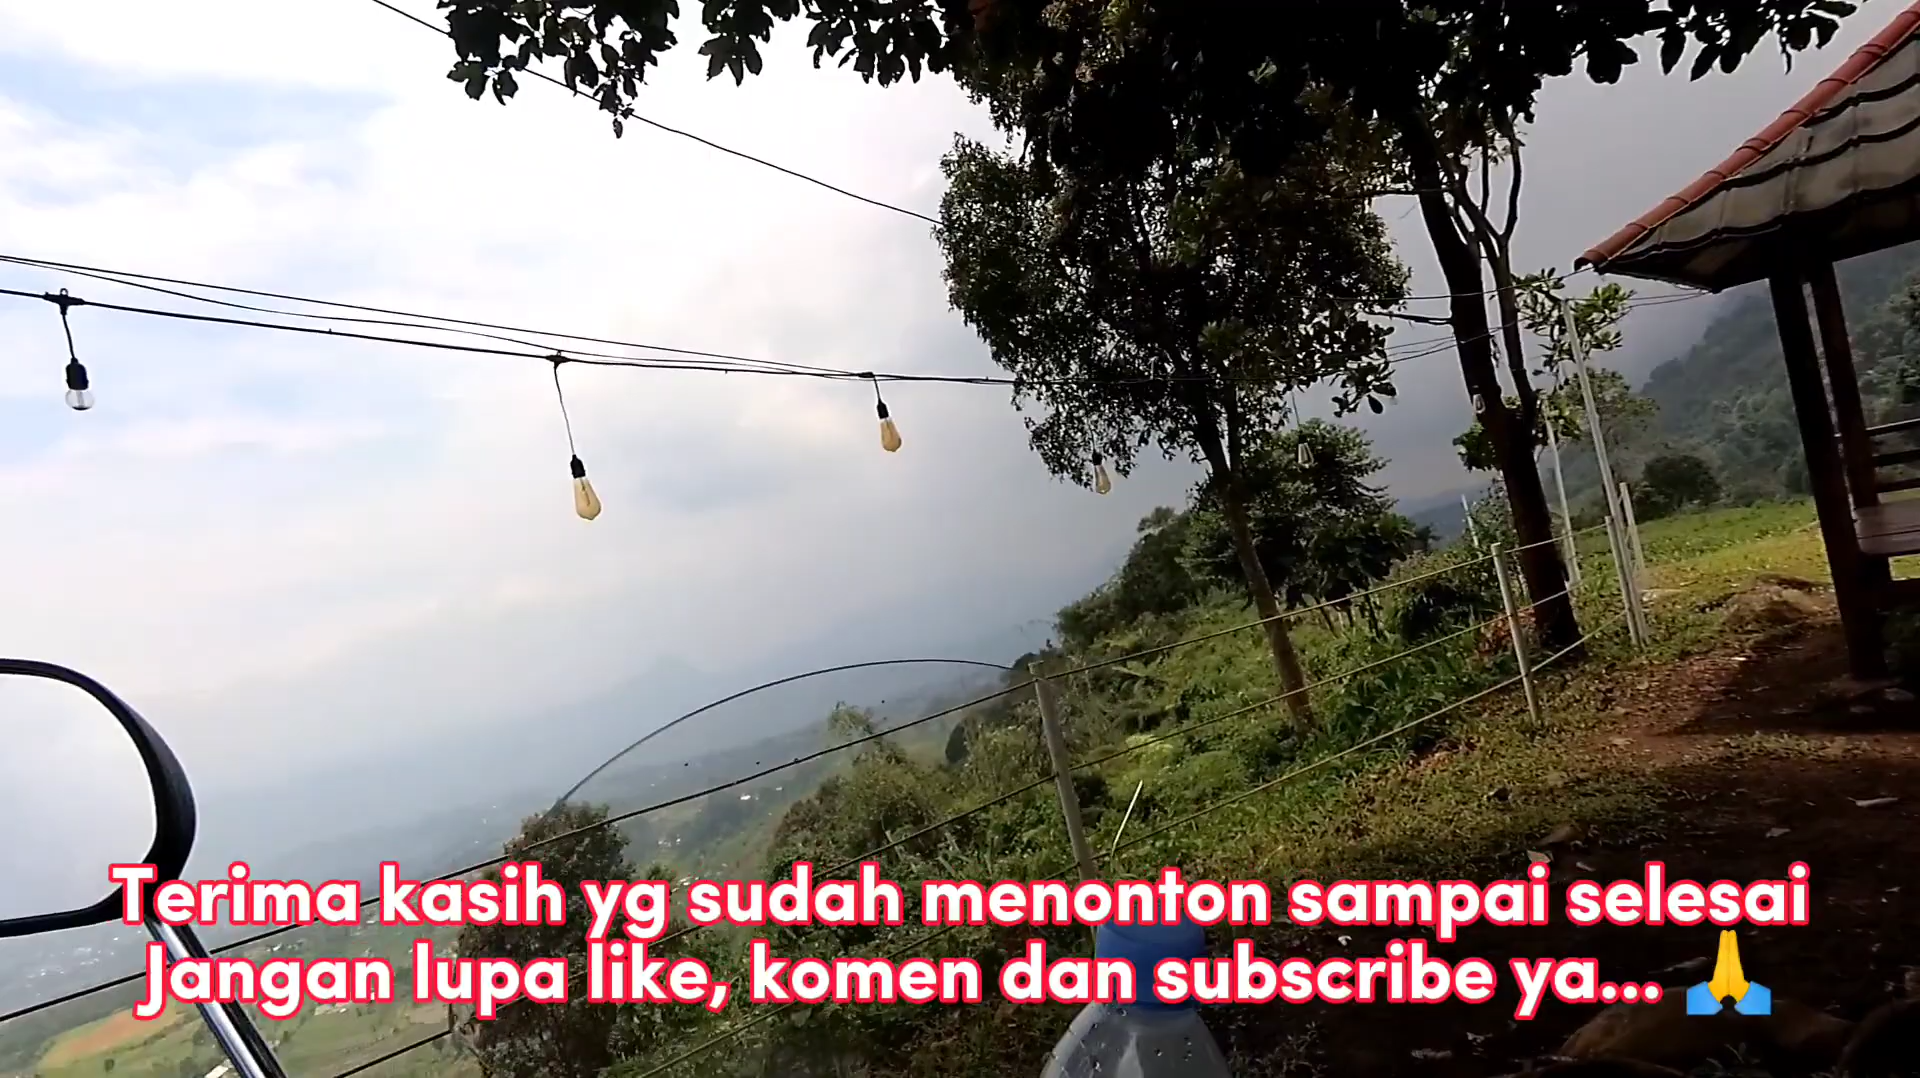 Terima kasih yg sudah menonton sampai selesai
Jangan lupa like, komen dan subscribe ya... 🙏